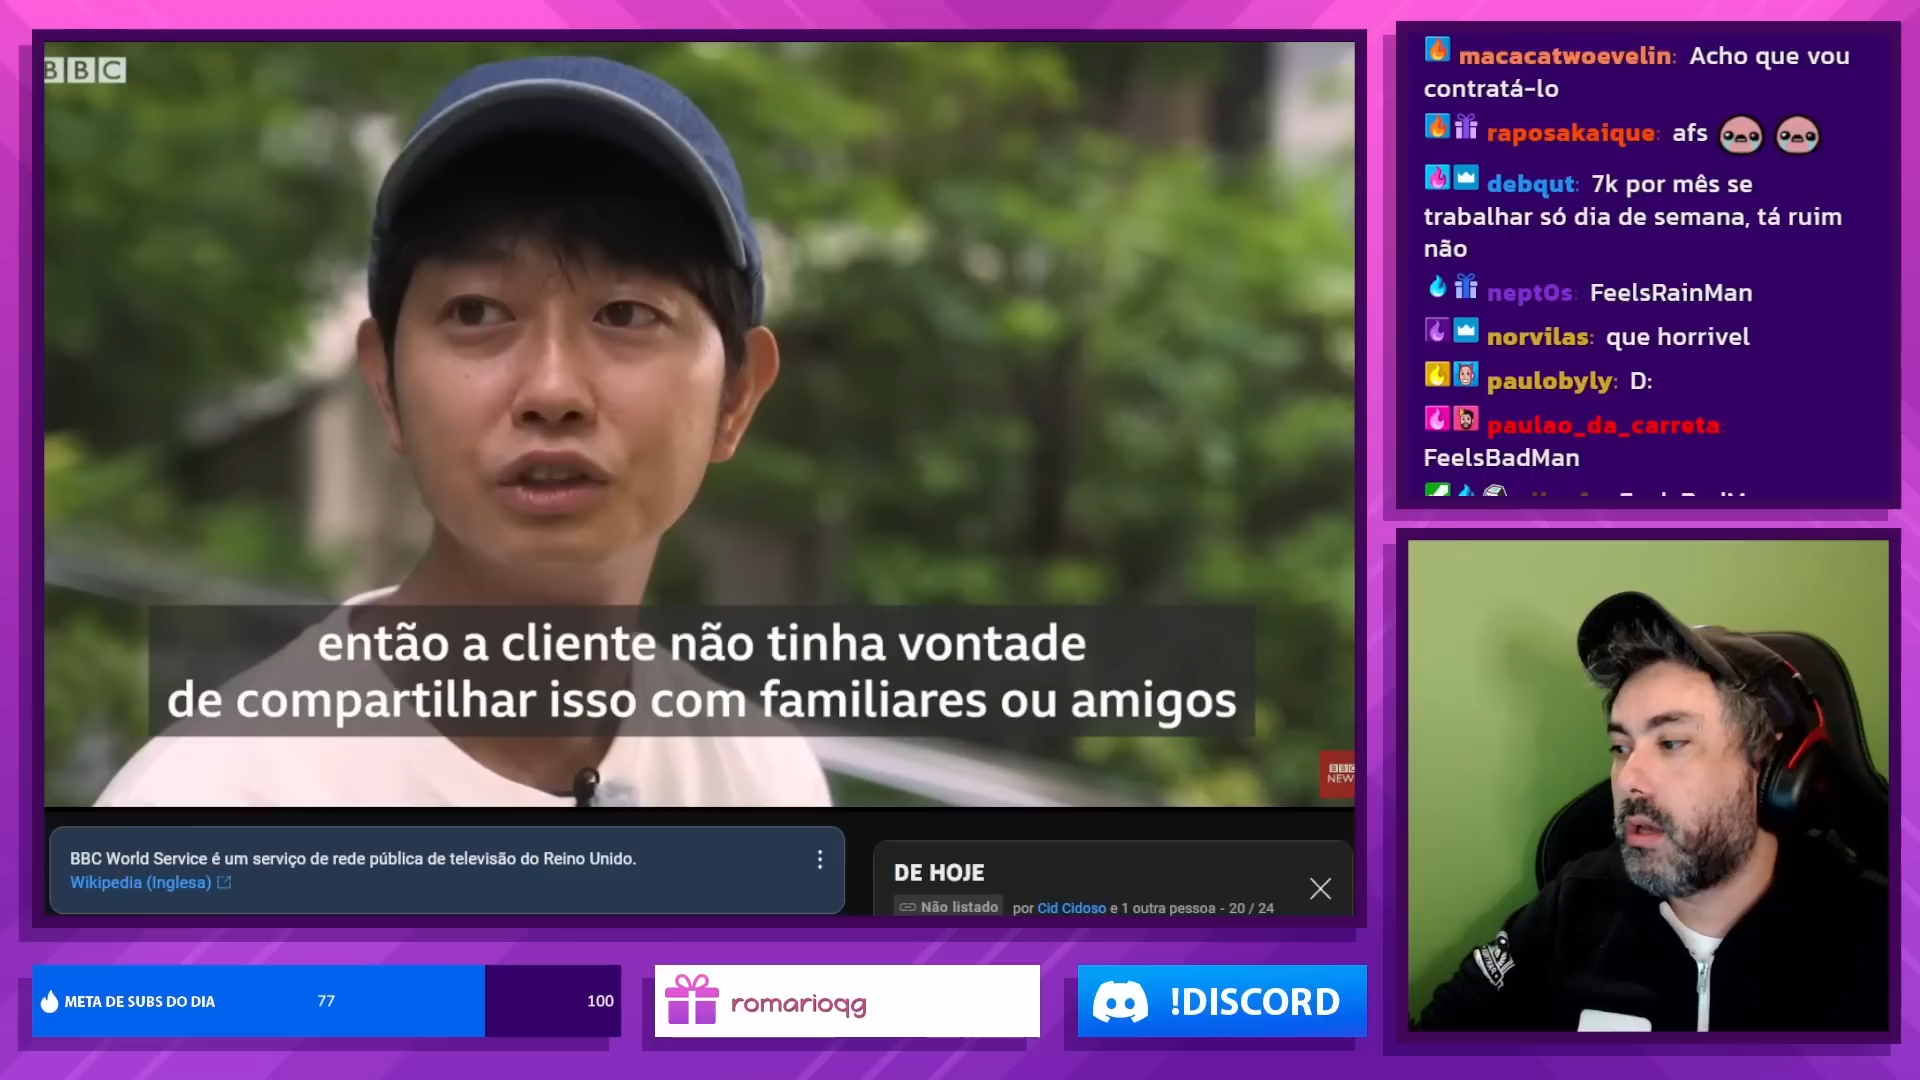 BBC
então a cliente não tinha vontade
de compartilhar isso com familiares ou amigos
BBC
NEWS
BBC World Service é um serviço de rede pública de televisão do Reino Unido.
Wikipedia (Inglesa)
DE HOJE
Não listado por Cid Cidoso e 1 outra pessoa - 20 / 24
macacatwoevelin: Acho que vou
contratá-lo
raposakaique: afs
debqut: 7k por mês se
trabalhar só dia de semana, tá ruim
não
nept0s: FeelsRainMan
norvilas: que horrivel
paulobyly: D:
paulao_da_carreta:
FeelsBadMan
META DE SUBS DO DIA 77 100
romarioqg
!DISCORD